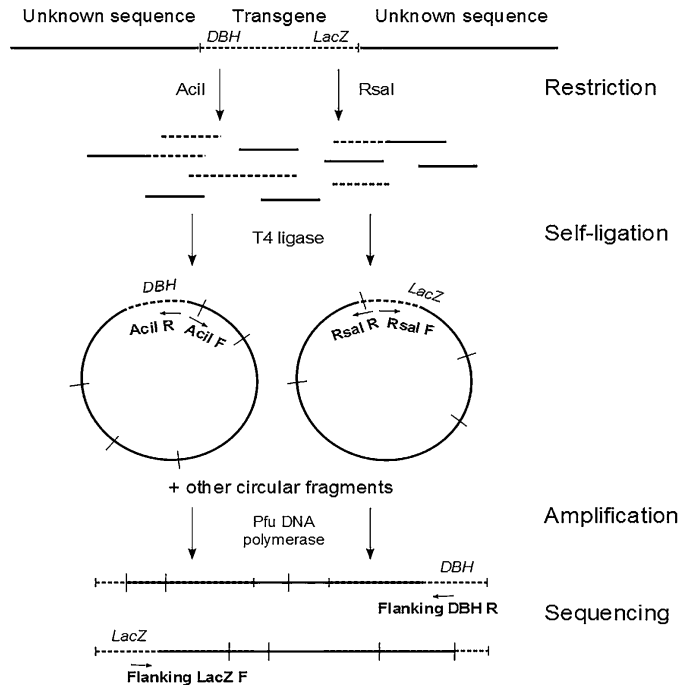 Unknown sequence Transgene Unknown sequence
DBH LacZ
AciI RsaI
Restriction
T4 ligase
Self-ligation
DBH LacZ
AciI R AciI F RsaI R RsaI F
+ other circular fragments
Amplification
Pfu DNA
polymerase
DBH
Flanking DBH R
Sequencing
LacZ
Flanking LacZ F